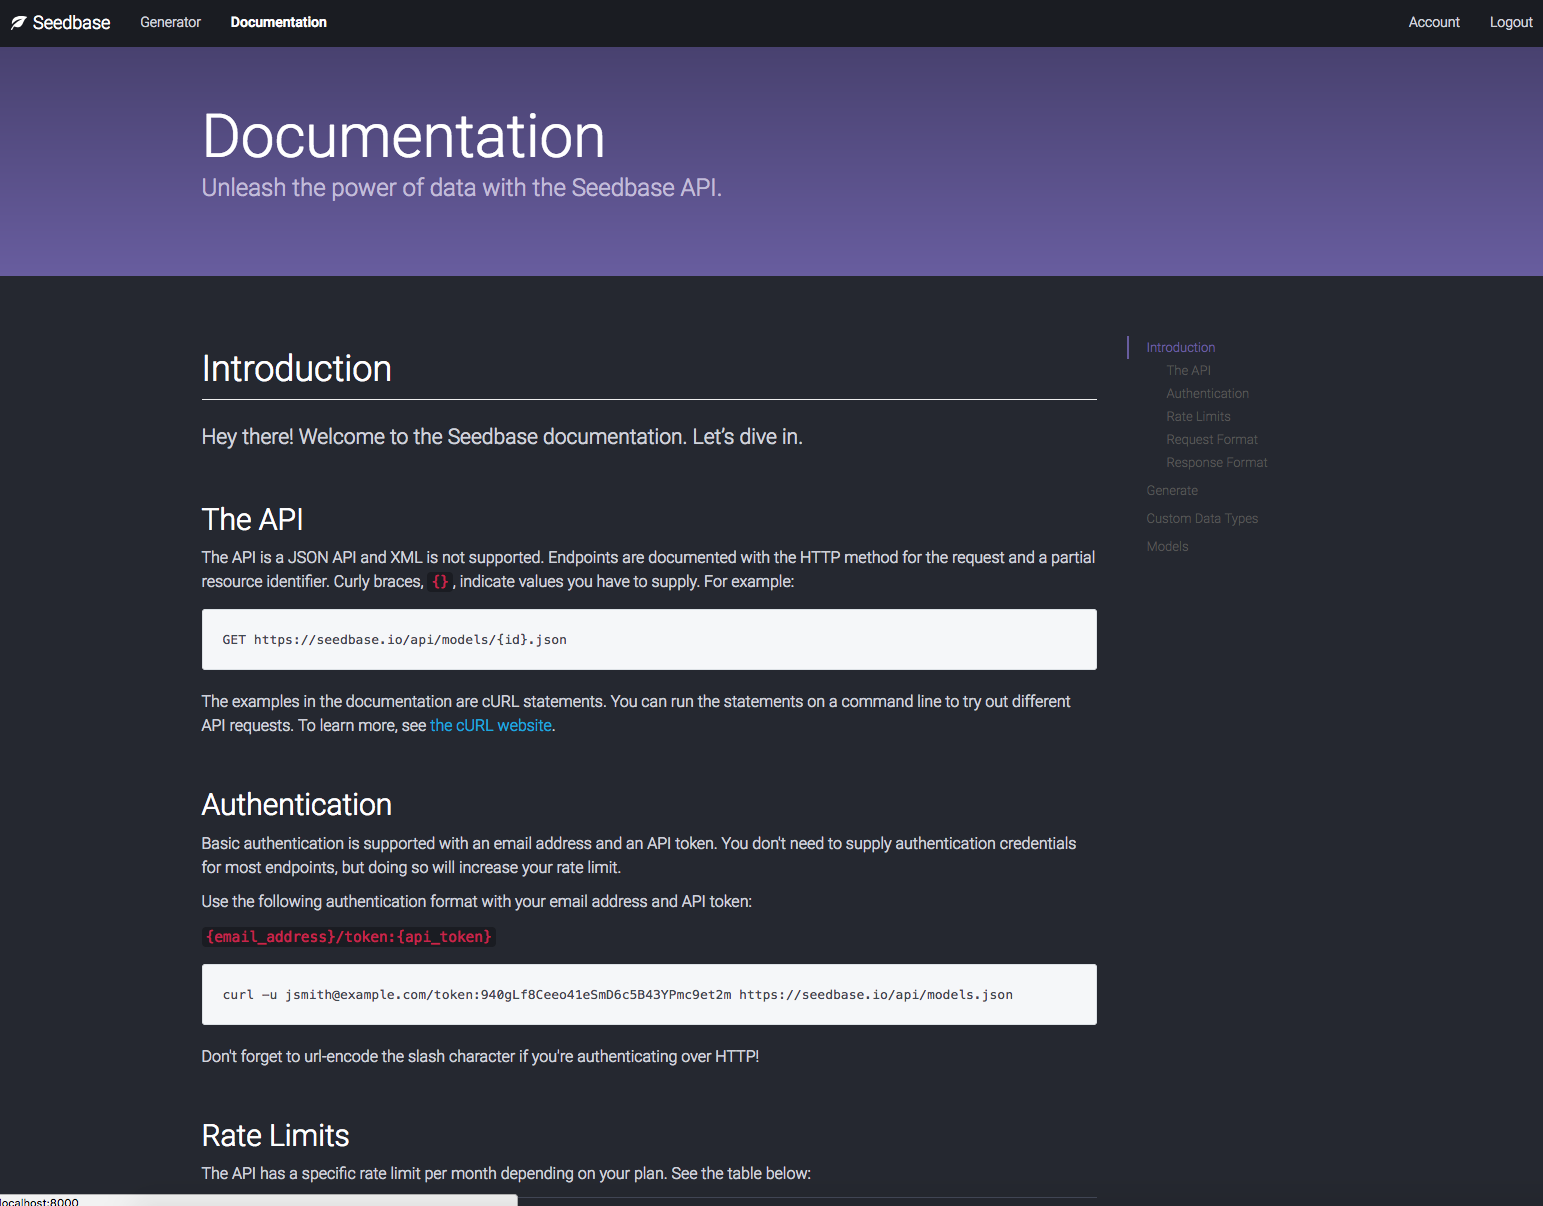 Seedbase Generator Documentation Account Logout
Documentation
Unleash the power of data with the Seedbase API.
Introduction
Hey there! Welcome to the Seedbase documentation. Let’s dive in.
The API
The API is a JSON API and XML is not supported. Endpoints are documented with the HTTP method for the request and a partial
resource identifier. Curly braces, {}, indicate values you have to supply. For example:
GET https://seedbase.io/api/models/{id}.json
The examples in the documentation are cURL statements. You can run the statements on a command line to try out different
API requests. To learn more, see the cURL website.
Authentication
Basic authentication is supported with an email address and an API token. You don't need to supply authentication credentials
for most endpoints, but doing so will increase your rate limit.
Use the following authentication format with your email address and API token:
{email_address}/token:{api_token}
curl –u jsmith@example.com/token:940gLf8Ceeo41eSmD6c5B43YPmc9et2m https://seedbase.io/api/models.json
Don't forget to url-encode the slash character if you're authenticating over HTTP!
Rate Limits
The API has a specific rate limit per month depending on your plan. See the table below:
Introduction
The API
Authentication
Rate Limits
Request Format
Response Format
Generate
Custom Data Types
Models
localhost:8000